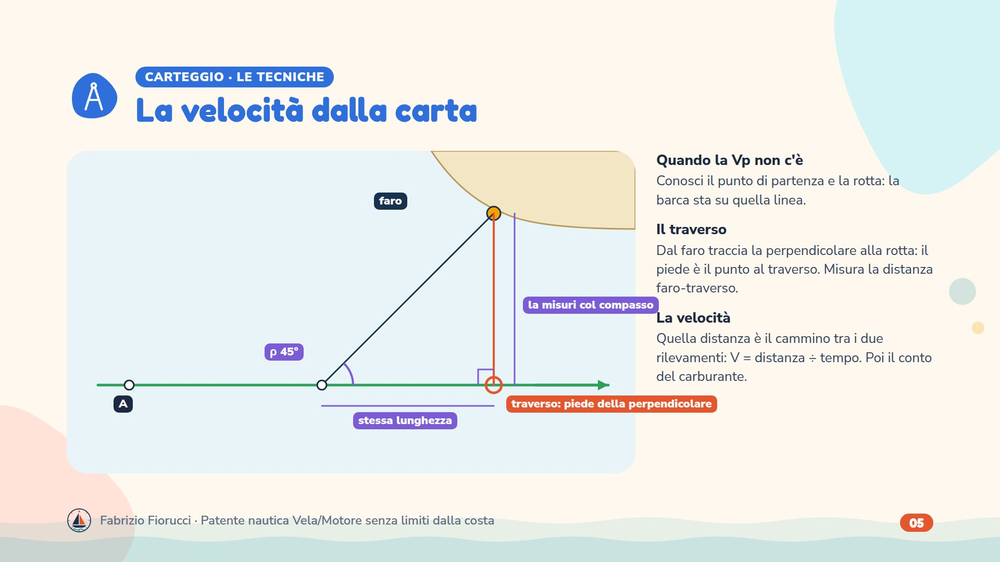 CARTEGGIO · LE TECNICHE
La velocità dalla carta
faro
la misuri col compasso
ρ 45°
A
traverso: piede della perpendicolare
stessa lunghezza
Quando la Vp non c'è
Conosci il punto di partenza e la rotta: la
barca sta su quella linea.
Il traverso
Dal faro traccia la perpendicolare alla rotta: il
piede è il punto al traverso. Misura la distanza
faro-traverso.
La velocità
Quella distanza è il cammino tra i due
rilevamenti: V = distanza ÷ tempo. Poi il conto
del carburante.
Fabrizio Fiorucci · Patente nautica Vela/Motore senza limiti dalla costa
05